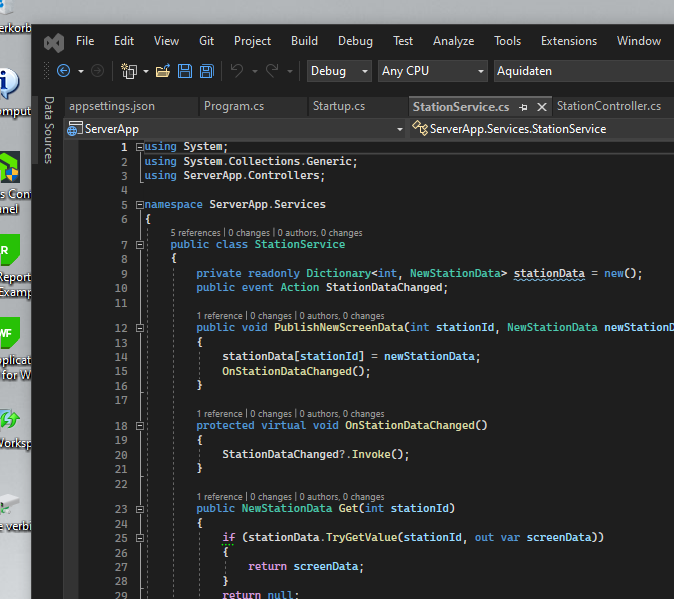 File Edit View Git Project Build Debug Test Analyze Tools Extensions Window
Debug Any CPU Aquidaten
Data Sources
appsettings.json Program.cs Startup.cs StationService.cs StationController.cs
ServerApp ServerApp.Services.StationService
1 using System;
2 using System.Collections.Generic;
3 using ServerApp.Controllers;
4
5 namespace ServerApp.Services
6 {
5 references | 0 changes | 0 authors, 0 changes
7 public class StationService
8 {
9 private readonly Dictionary<int, NewStationData> stationData = new();
10 public event Action StationDataChanged;
11
1 reference | 0 changes | 0 authors, 0 changes
12 public void PublishNewScreenData(int stationId, NewStationData newStationD
13 {
14 stationData[stationId] = newStationData;
15 OnStationDataChanged();
16 }
17
1 reference | 0 changes | 0 authors, 0 changes
18 protected virtual void OnStationDataChanged()
19 {
20 StationDataChanged?.Invoke();
21 }
22
1 reference | 0 changes | 0 authors, 0 changes
23 public NewStationData Get(int stationId)
24 {
25 if (stationData.TryGetValue(stationId, out var screenData))
26 {
27 return screenData;
28 }
29 return null;
erkorb
omput
s Con
nel
R
Report
Examp
WF
plicat
for W
Worksp
e verbi